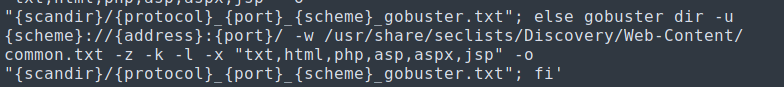 "{scandir}/{protocol}_{port}_{scheme}_gobuster.txt"; else gobuster dir -u
{scheme}://{address}:{port}/ -w /usr/share/seclists/Discovery/Web-Content/
common.txt -z -k -l -x "txt,html,php,asp,aspx,jsp" -o
"{scandir}/{protocol}_{port}_{scheme}_gobuster.txt"; fi'